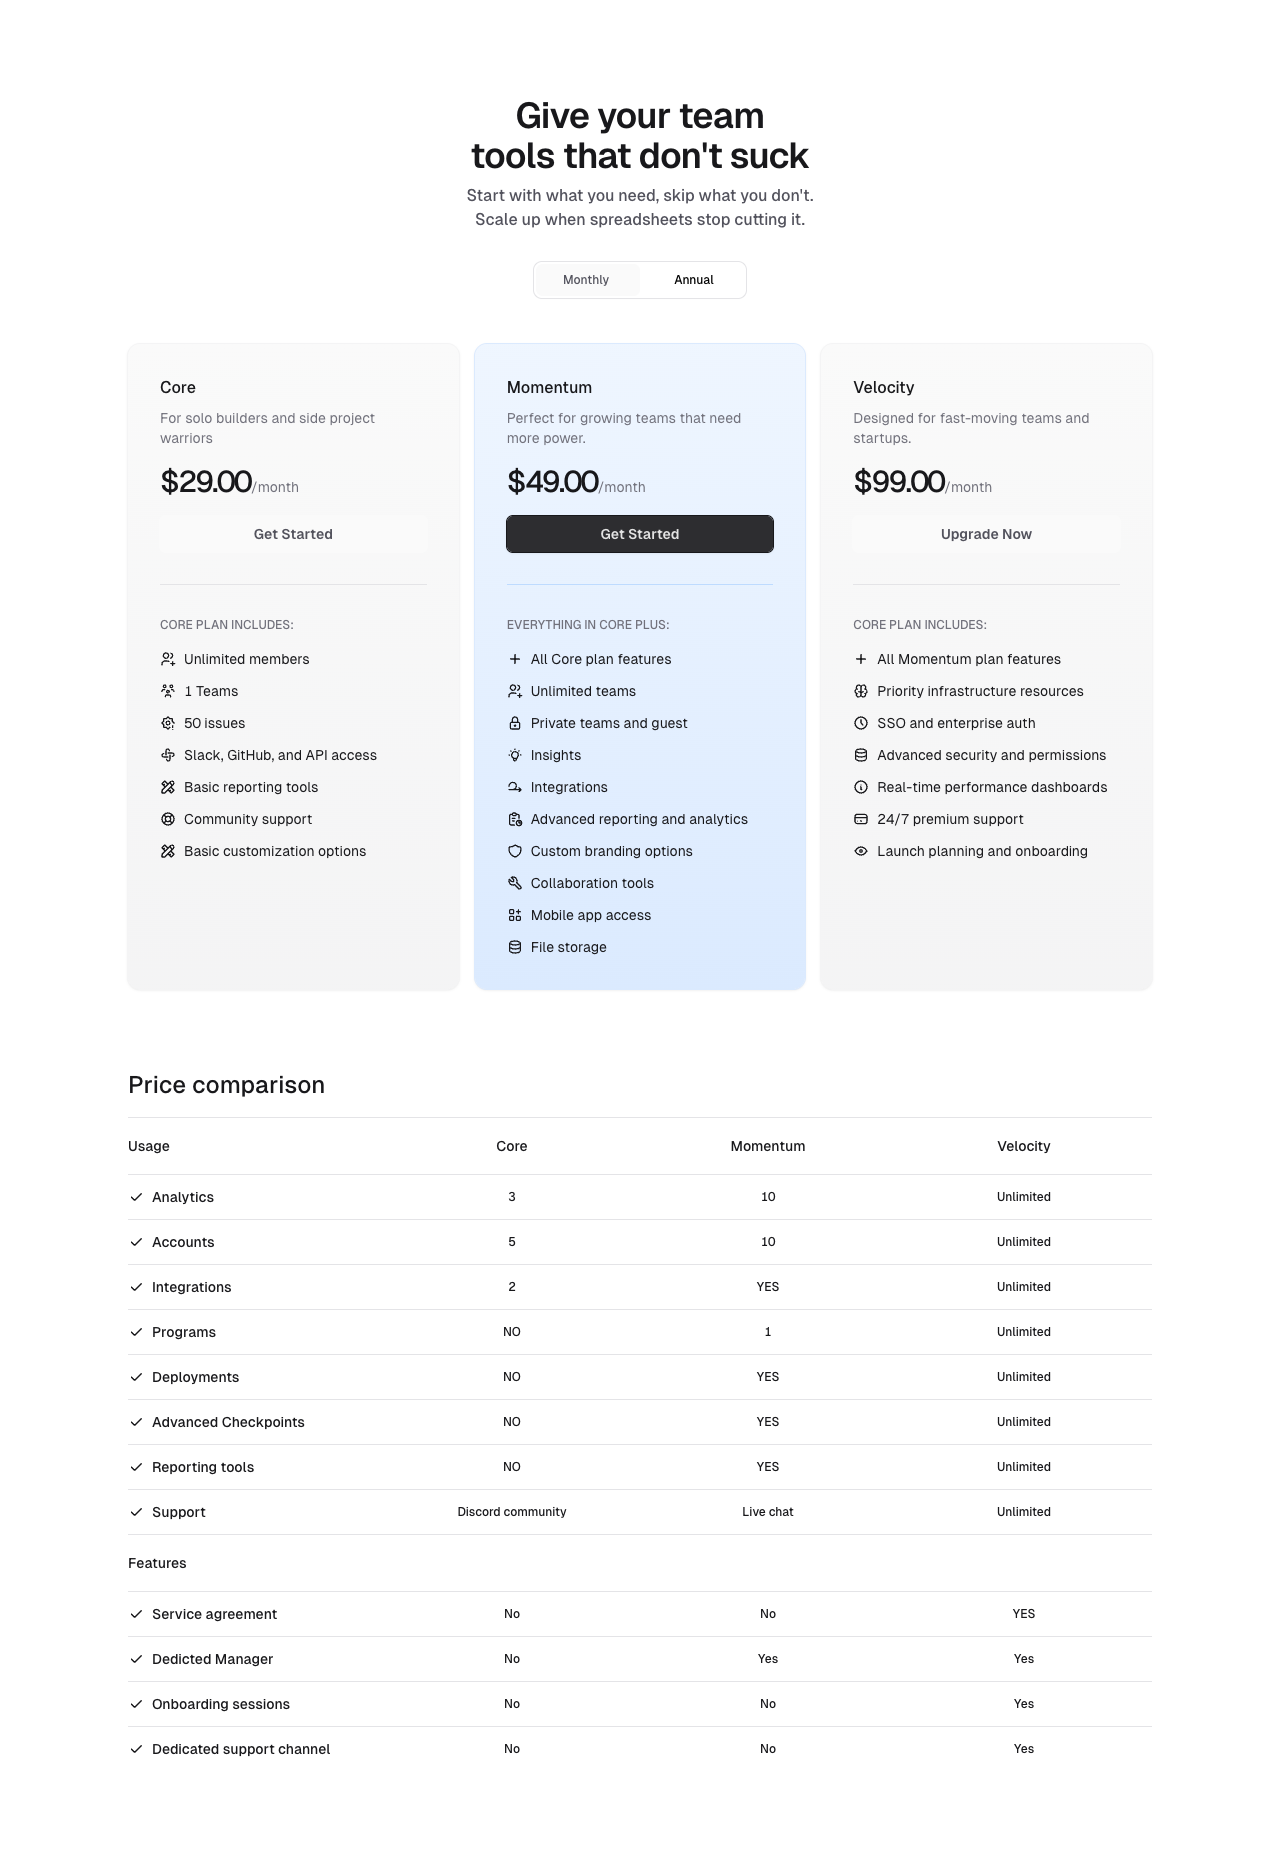 Give your team
tools that don't suck
Start with what you need, skip what you don't.
Scale up when spreadsheets stop cutting it.
Monthly Annual
Core
For solo builders and side project
warriors
$29.00/month
Get Started
CORE PLAN INCLUDES:
Unlimited members
1 Teams
50 issues
Slack, GitHub, and API access
Basic reporting tools
Community support
Basic customization options
Momentum
Perfect for growing teams that need
more power.
$49.00/month
Get Started
EVERYTHING IN CORE PLUS:
All Core plan features
Unlimited teams
Private teams and guest
Insights
Integrations
Advanced reporting and analytics
Custom branding options
Collaboration tools
Mobile app access
File storage
Velocity
Designed for fast-moving teams and
startups.
$99.00/month
Upgrade Now
CORE PLAN INCLUDES:
All Momentum plan features
Priority infrastructure resources
SSO and enterprise auth
Advanced security and permissions
Real-time performance dashboards
24/7 premium support
Launch planning and onboarding
Price comparison
Usage Core Momentum Velocity
Analytics 3 10 Unlimited
Accounts 5 10 Unlimited
Integrations 2 YES Unlimited
Programs NO 1 Unlimited
Deployments NO YES Unlimited
Advanced Checkpoints NO YES Unlimited
Reporting tools NO YES Unlimited
Support Discord community Live chat Unlimited
Features
Service agreement No No YES
Dedicted Manager No Yes Yes
Onboarding sessions No No Yes
Dedicated support channel No No Yes